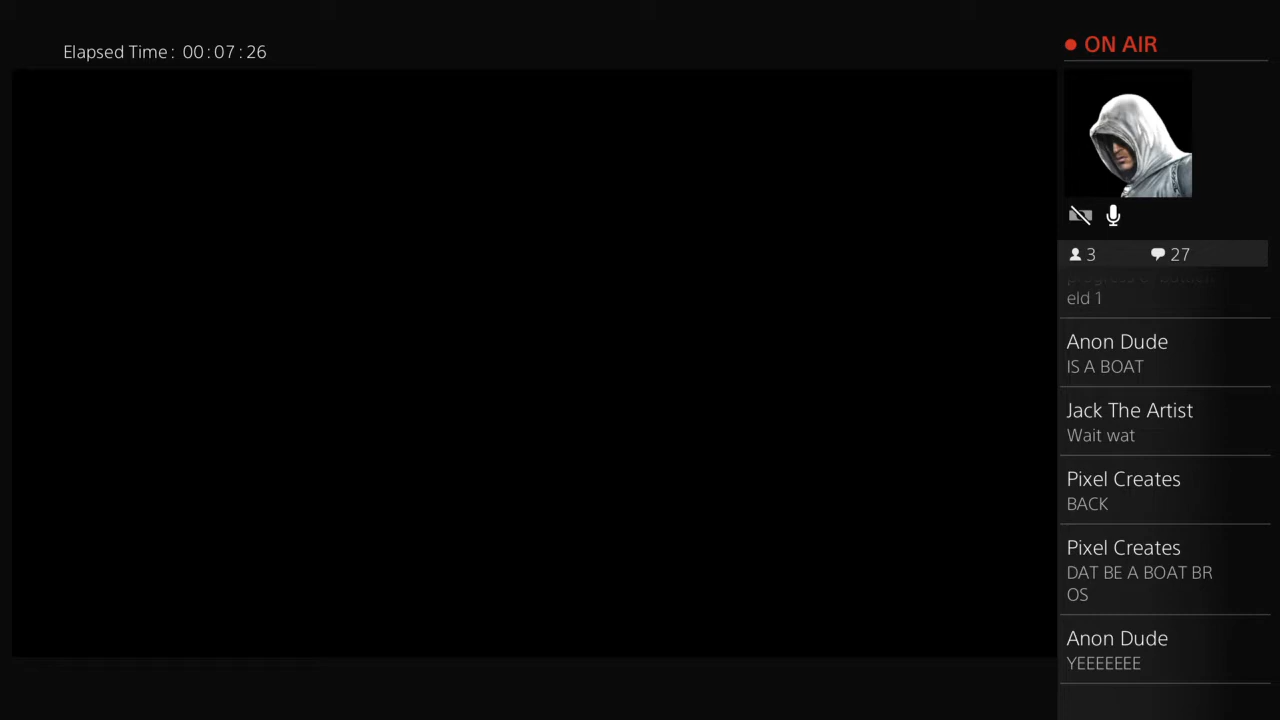 Elapsed Time: 00:07:26
ON AIR
3 27
eld 1
Anon Dude
IS A BOAT
Jack The Artist
Wait wat
Pixel Creates
BACK
Pixel Creates
DAT BE A BOAT BR
OS
Anon Dude
YEEEEEEE